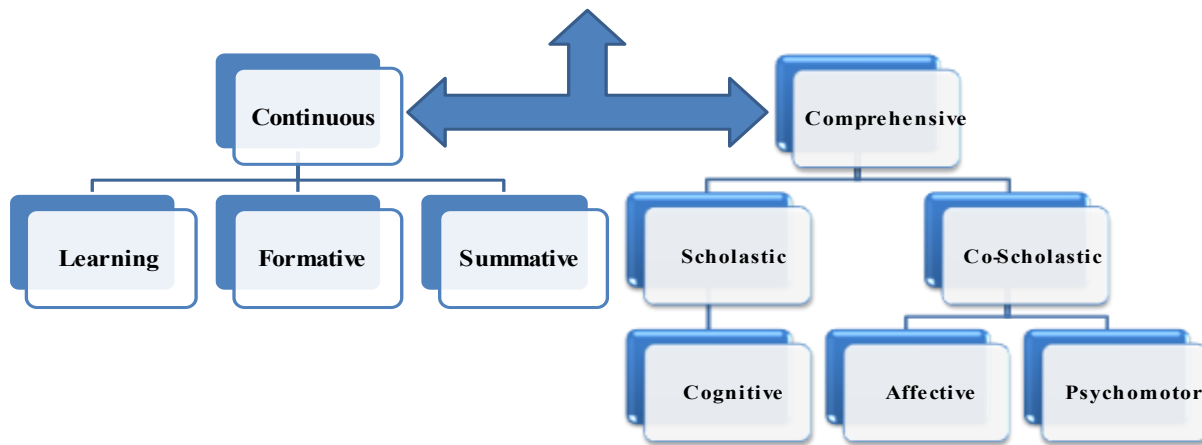 Continuous
Comprehensive
Learning
Formative
Summative
Scholastic
Co-Scholastic
Cognitive
Affective
Psychomotor